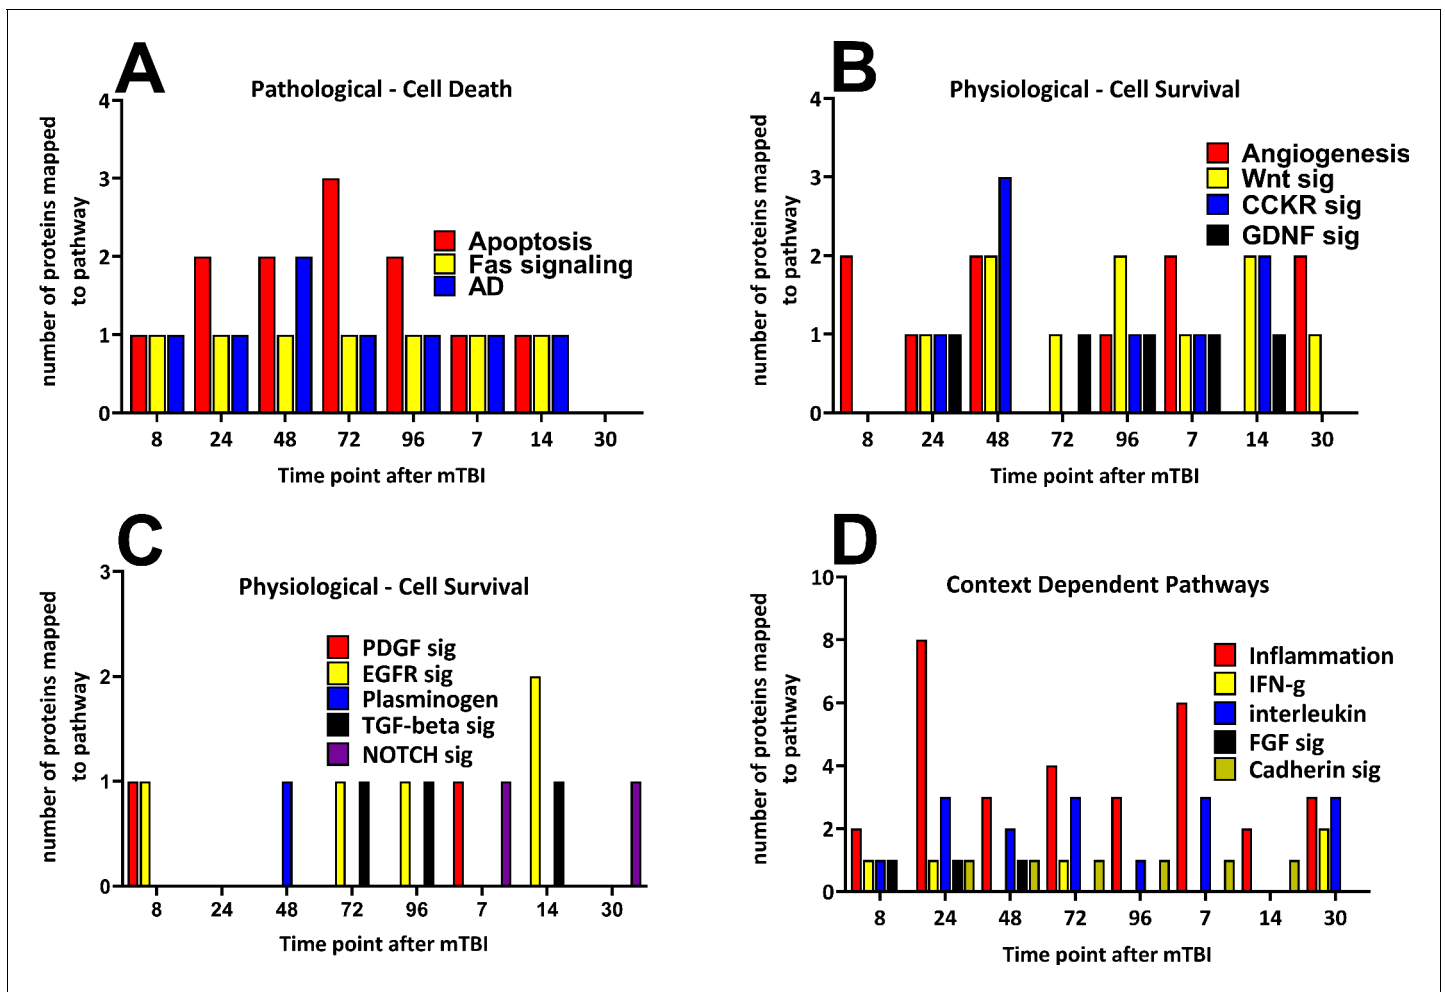 A
Pathological - Cell Death
number of proteins mapped
to pathway
4
3
2
1
0
Apoptosis
Fas signaling
AD
8 24 48 72 96 7 14 30
Time point after mTBI
B
Physiological - Cell Survival
number of proteins mapped
to pathway
4
3
2
1
0
Angiogenesis
Wnt sig
CCKR sig
GDNF sig
8 24 48 72 96 7 14 30
Time point after mTBI
C
Physiological - Cell Survival
number of proteins mapped
to pathway
3
2
1
0
PDGF sig
EGFR sig
Plasminogen
TGF-beta sig
NOTCH sig
8 24 48 72 96 7 14 30
Time point after mTBI
D
Context Dependent Pathways
number of proteins mapped
to pathway
10
8
6
4
2
0
Inflammation
IFN-g
interleukin
FGF sig
Cadherin sig
8 24 48 72 96 7 14 30
Time point after mTBI